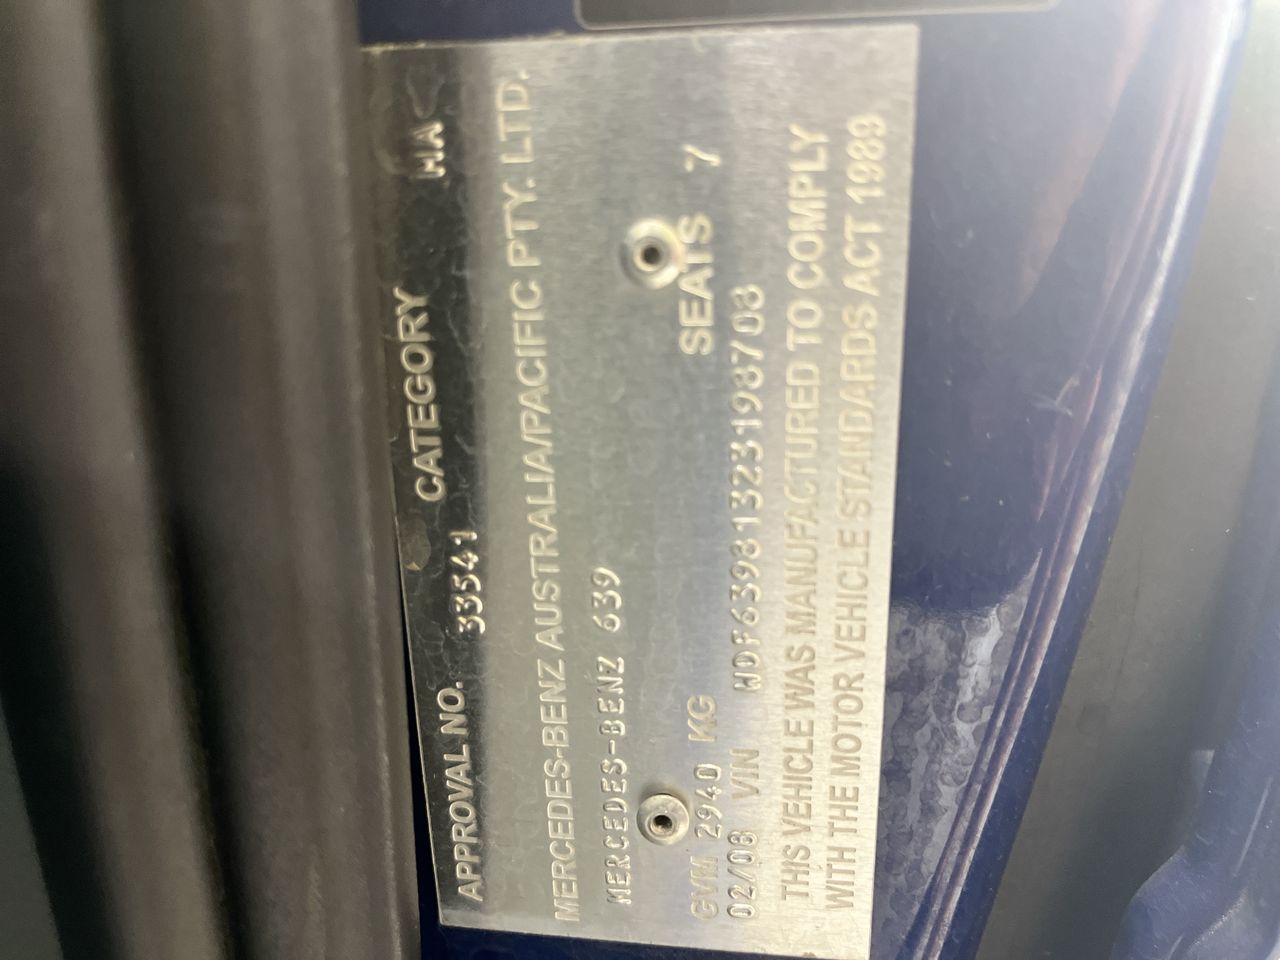 APPROVAL NO. 33541 CATEGORY MA
MERCEDES-BENZ AUSTRALIA/PACIFIC PTY. LTD.
MERCEDES-BENZ 639
GVM 2940 KG SEATS 7
02/08 VIN WDF63981323198708
THIS VEHICLE WAS MANUFACTURED TO COMPLY
WITH THE MOTOR VEHICLE STANDARDS ACT 1989